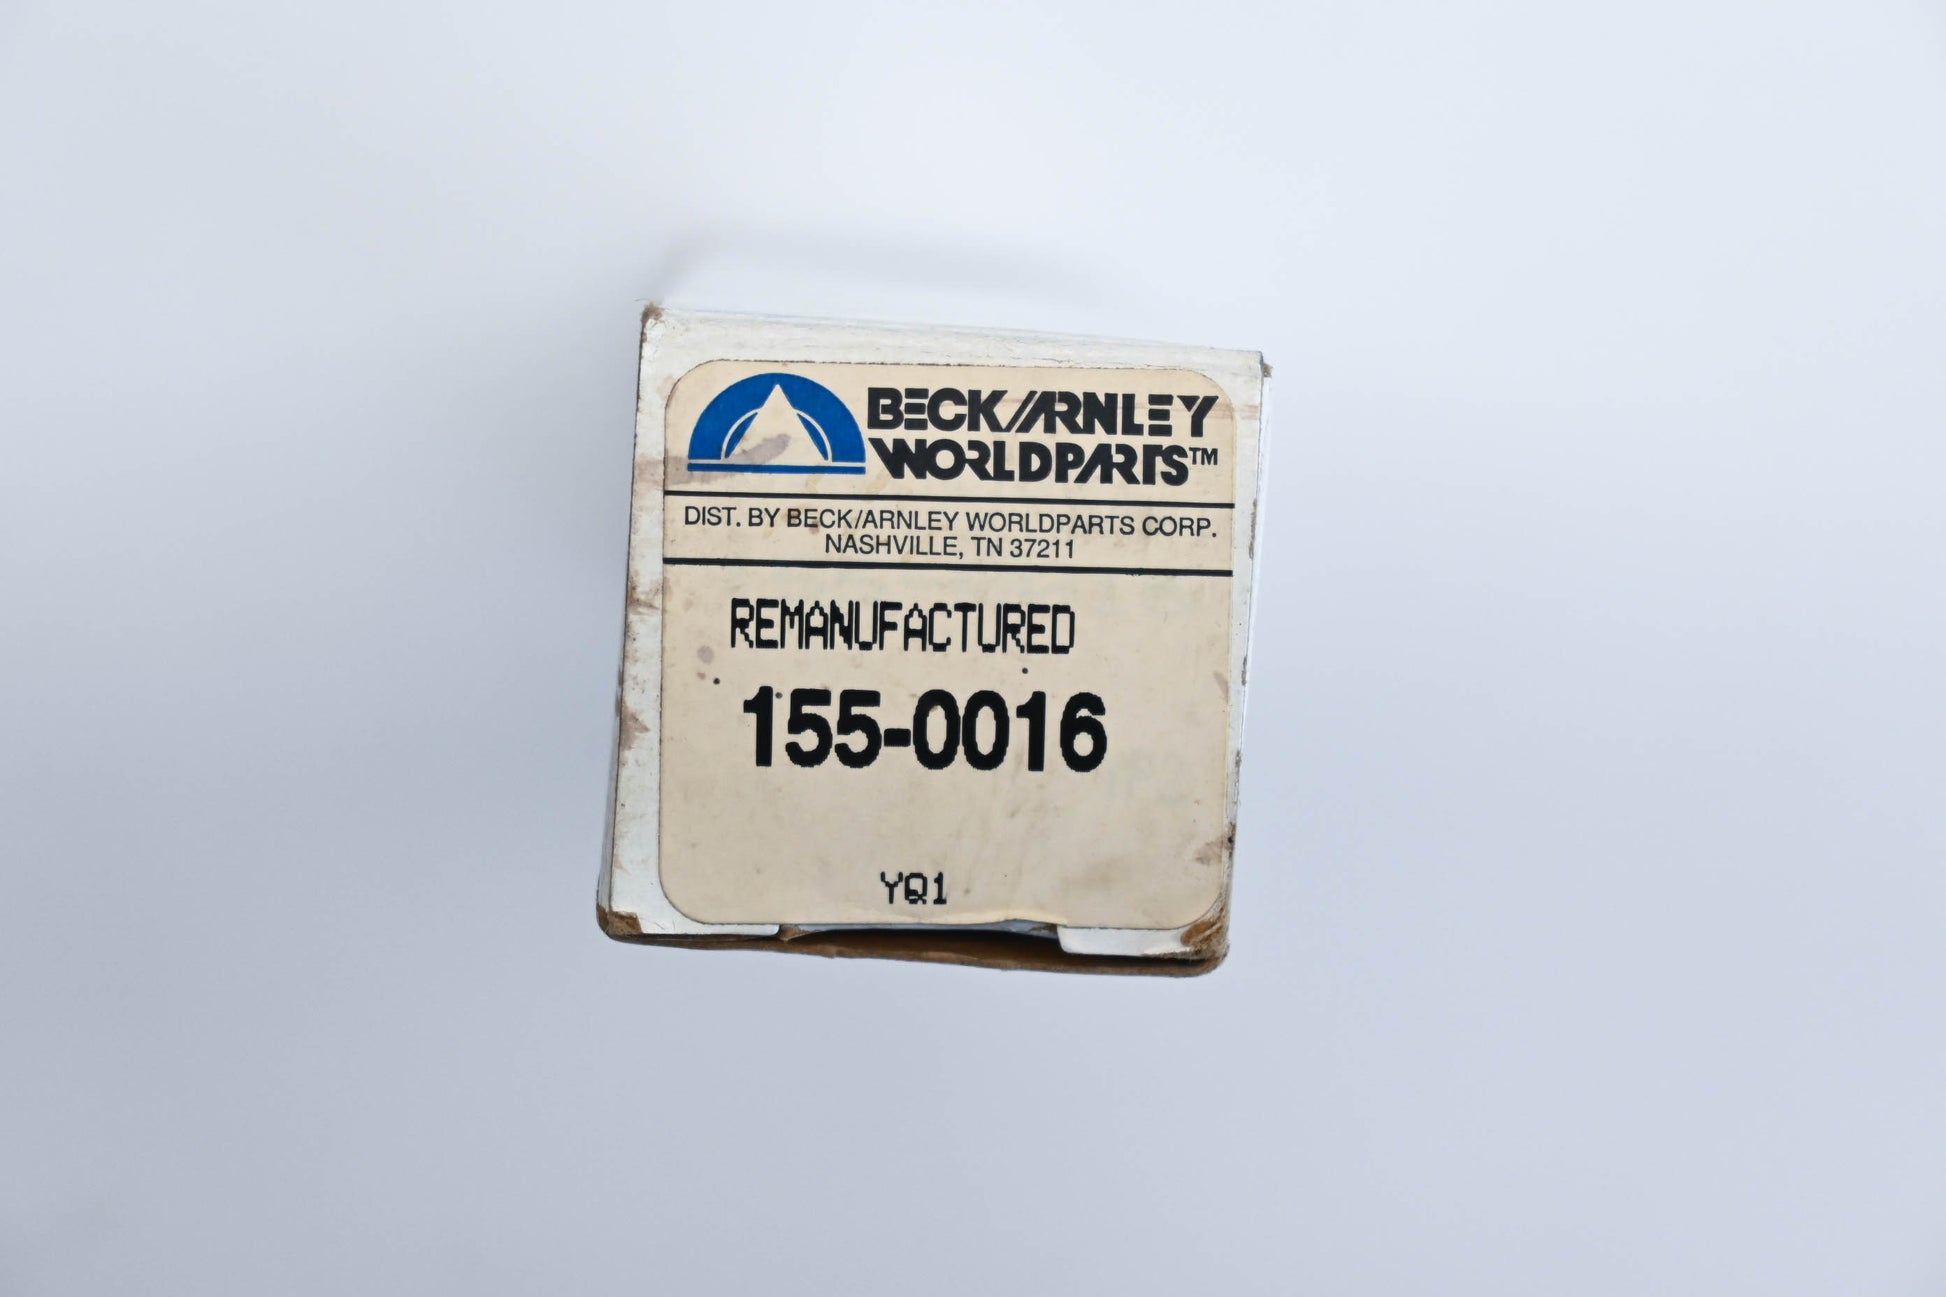 BECK/ARNLEY
WORLDPARTS™
DIST. BY BECK/ARNLEY WORLDPARTS CORP.
NASHVILLE, TN 37211
REMANUFACTURED
155-0016
YQ1